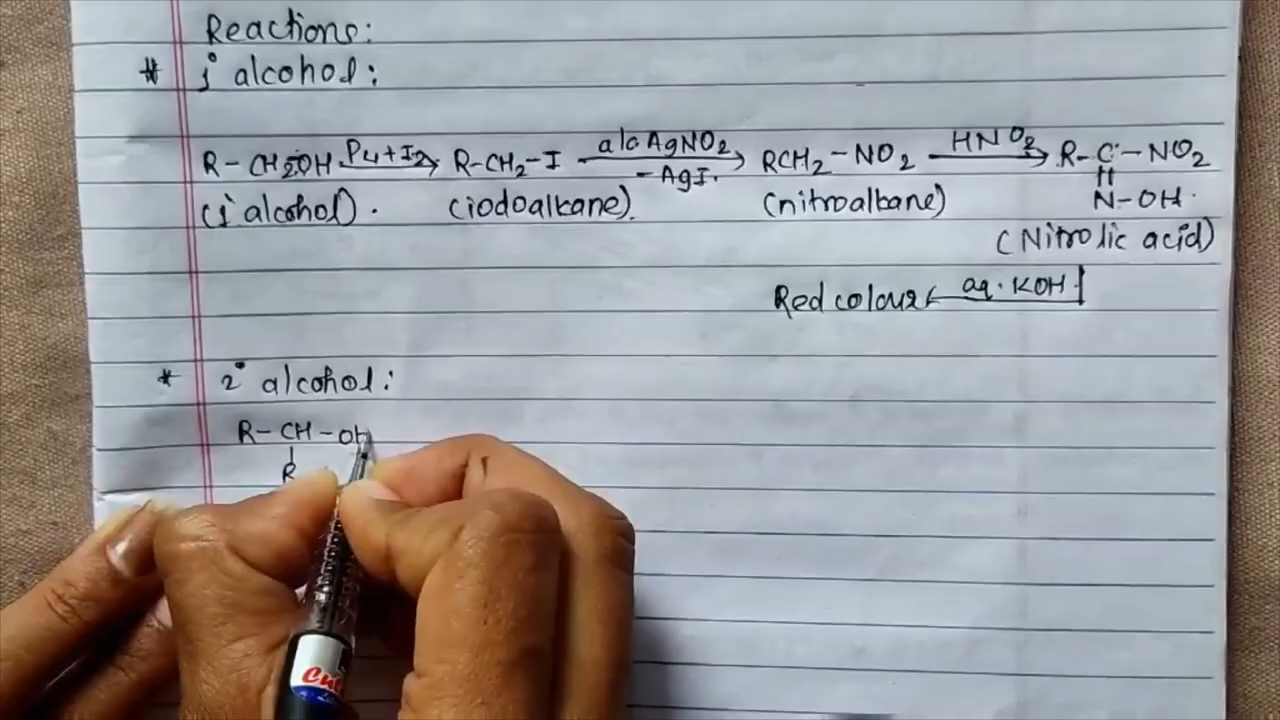 Reactions:
* 1° alcohol:
R-CH2OH P4+I2 → R-CH2-I alc AgNO2 → -AgI. RCH2-NO2 HNO2 → R-C-NO2
||
(1° alcohol). (iodoalkane). (nitroalkane) N-OH.
(Nitrolic acid)
Red colour ← aq. KOH
* 2° alcohol:
R-CH-OH
|
R